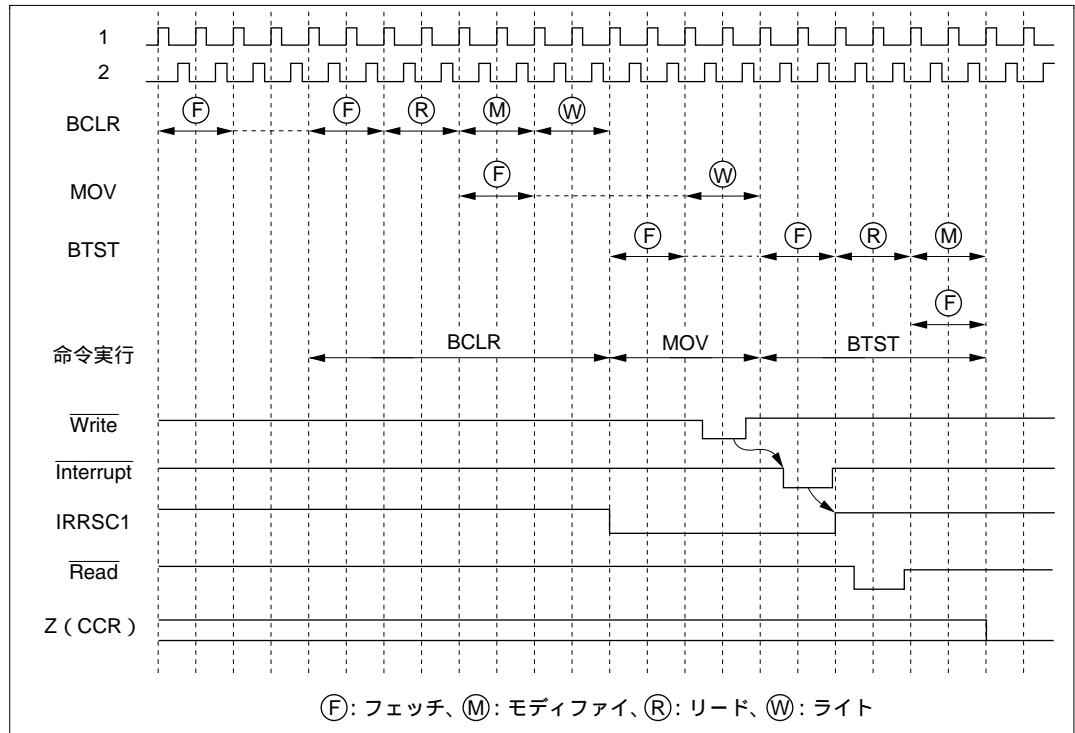 1
2
BCLR Ⓕ Ⓕ Ⓡ Ⓜ Ⓦ
MOV Ⓕ Ⓦ
BTST Ⓕ Ⓕ Ⓡ Ⓜ
Ⓕ
命令実行 BCLR MOV BTST
Write
Interrupt
IRRSC1
Read
Z(CCR)
Ⓕ: フェッチ、Ⓜ: モディファイ、Ⓡ: リード、Ⓦ: ライト